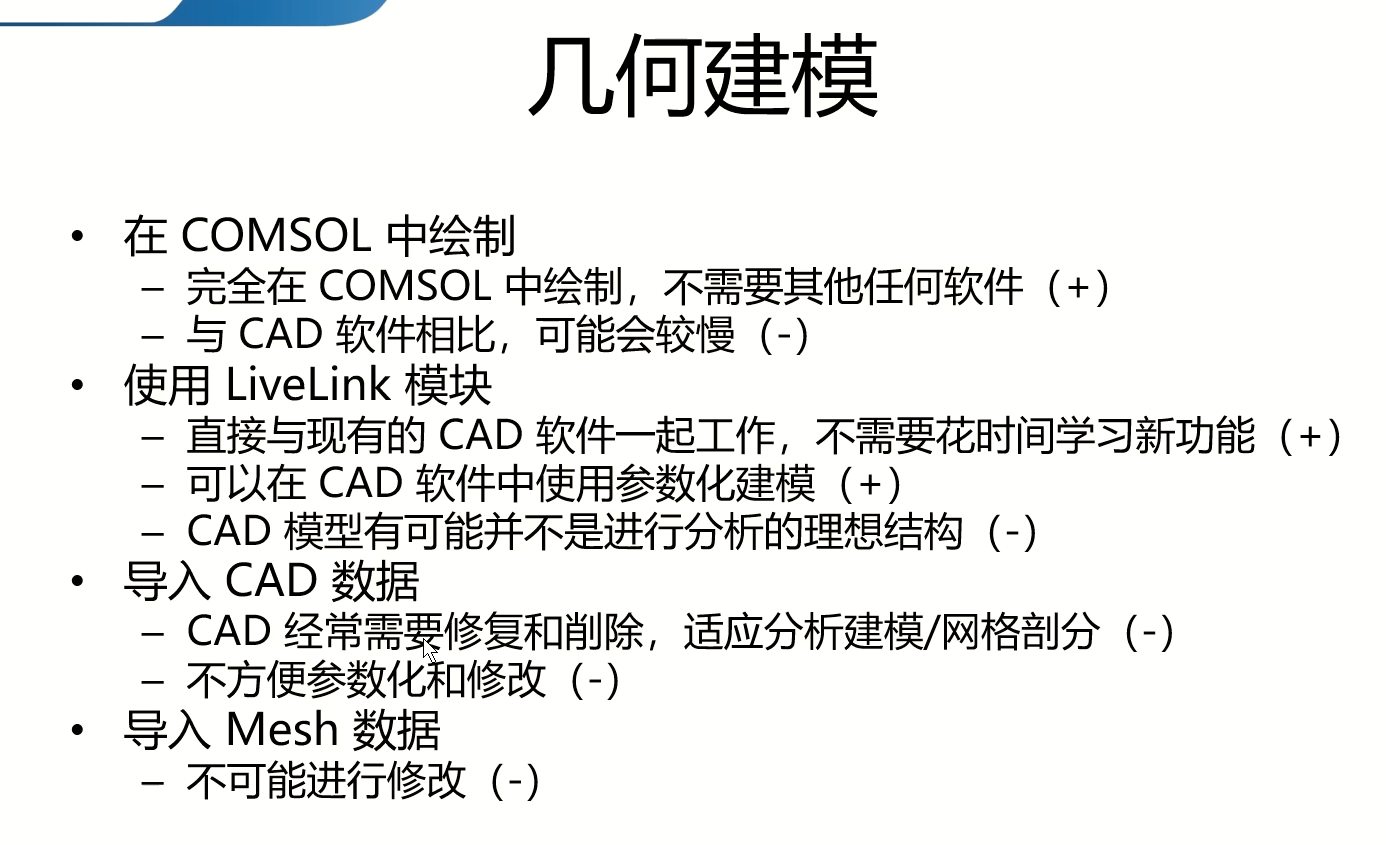 几何建模
• 在 COMSOL 中绘制
– 完全在 COMSOL 中绘制，不需要其他任何软件（+）
– 与 CAD 软件相比，可能会较慢（-）
• 使用 LiveLink 模块
– 直接与现有的 CAD 软件一起工作，不需要花时间学习新功能（+）
– 可以在 CAD 软件中使用参数化建模（+）
– CAD 模型有可能并不是进行分析的理想结构（-）
• 导入 CAD 数据
– CAD 经常需要修复和削除，适应分析建模/网格剖分（-）
– 不方便参数化和修改（-）
• 导入 Mesh 数据
– 不可能进行修改（-）